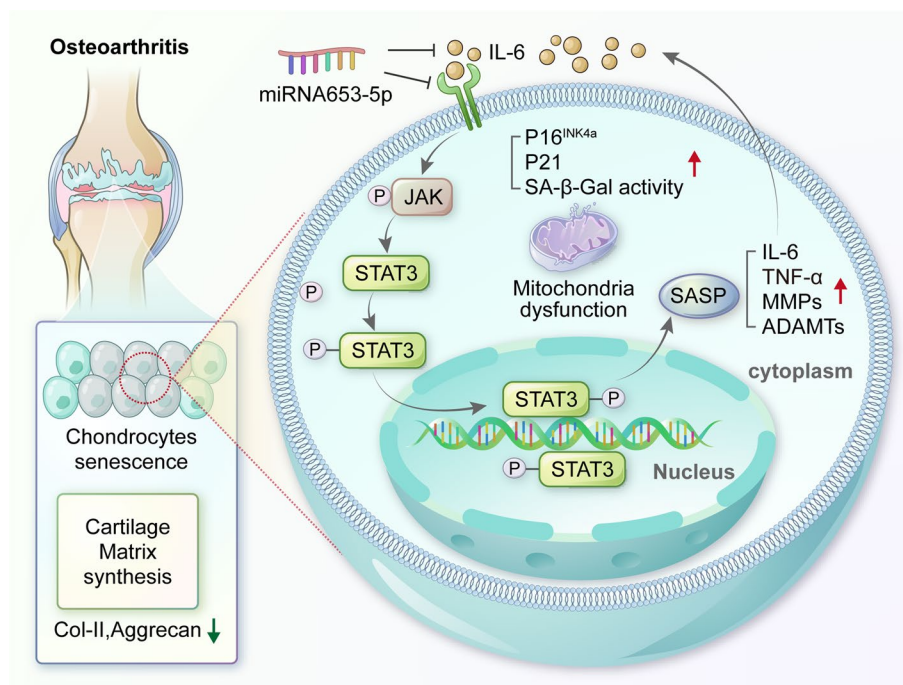 Osteoarthritis
IL-6
miRNA653-5p
P16INK4a
P21
SA-β-Gal activity
P
JAK
STAT3
P
P
STAT3
Mitochondria
dysfunction
SASP
IL-6
TNF-α
MMPs
ADAMTs
cytoplasm
STAT3
P
P
STAT3
Nucleus
Chondrocytes
senescence
Cartilage
Matrix
synthesis
Col-II,Aggrecan